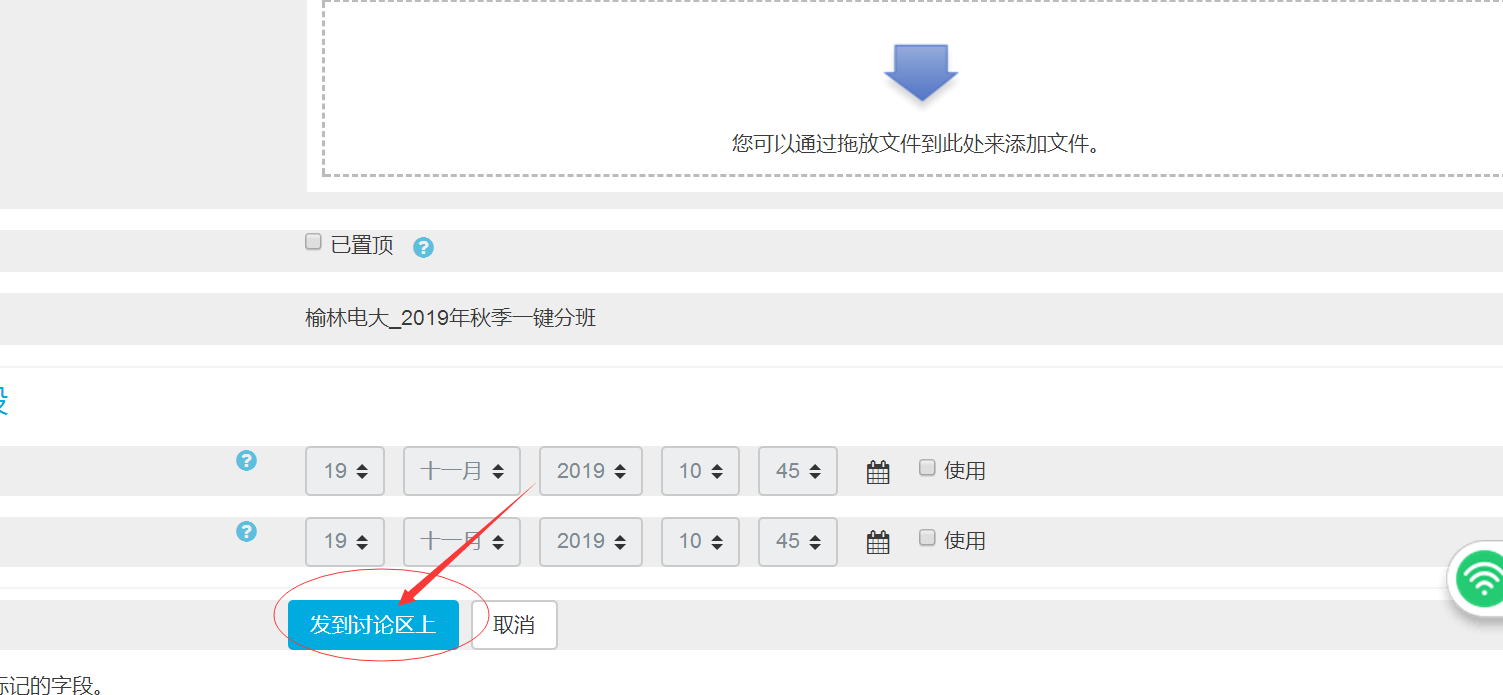 您可以通过拖放文件到此处来添加文件。
已置顶
榆林电大_2019年秋季一键分班
段
19 十一月 2019 10 45 使用
19 十一月 2019 10 45 使用
发到讨论区上 取消
标记的字段。